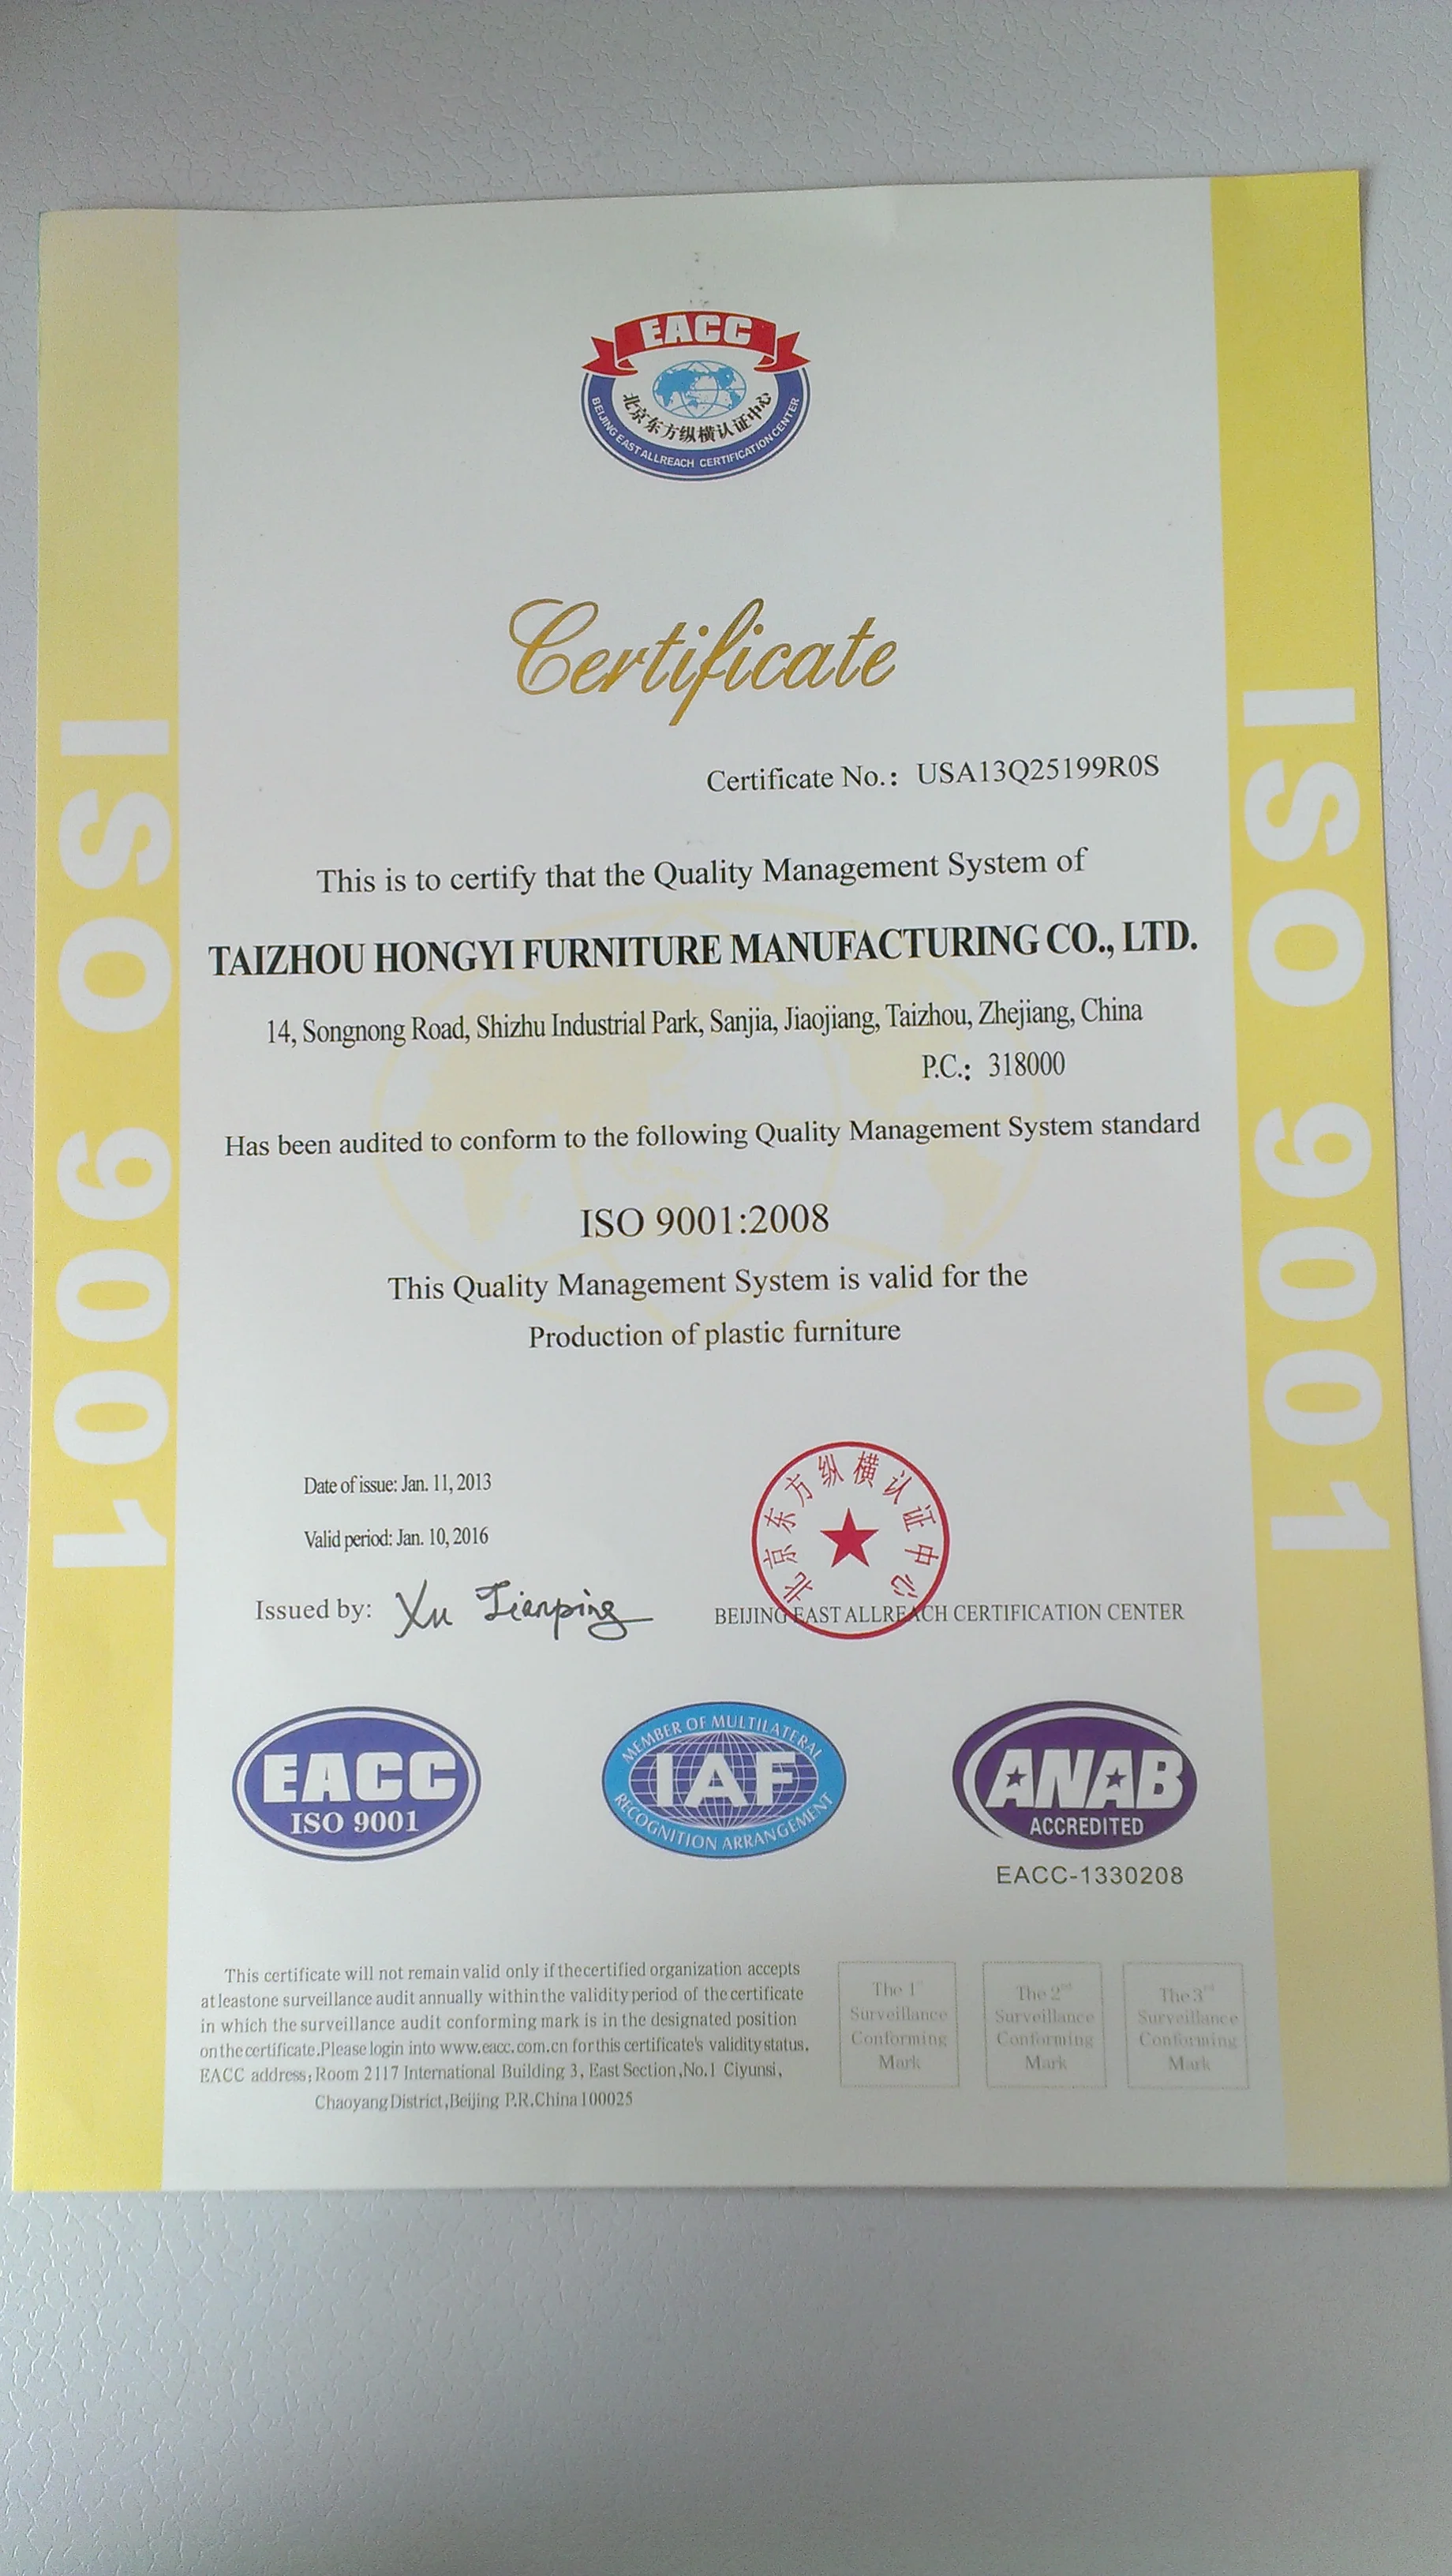 EACC
北京东方纵横认证中心
BEIJING EAST ALLREACH CERTIFICATION CENTER
Certificate
Certificate No.: USA13Q25199R0S
This is to certify that the Quality Management System of
TAIZHOU HONGYI FURNITURE MANUFACTURING CO., LTD.
14, Songnong Road, Shizhu Industrial Park, Sanjia, Jiaojiang, Taizhou, Zhejiang, China
P.C.: 318000
Has been audited to conform to the following Quality Management System standard
ISO 9001:2008
This Quality Management System is valid for the
Production of plastic furniture
ISO 9001
ISO 9001
Date of issue: Jan. 11, 2013
Valid period: Jan. 10, 2016
北京东方纵横认证中心
Issued by: Xu Tianping
BEIJING EAST ALLREACH CERTIFICATION CENTER
EACC
ISO 9001
MEMBER OF MULTILATERAL
IAF
RECOGNITION ARRANGEMENT
ANAB
ACCREDITED
EACC-1330208
This certificate will not remain valid only if thecertified organization accepts
atleastone surveillance audit annually within the validity period of the certificate
in which the surveillance audit conforming mark is in the designated position
on the certificate.Please login into www.eacc.com.cn for this certificate's validity status.
EACC address: Room 2117 International Building 3, East Section,No.1 Ciyunsi,
Chaoyang District,Beijing P.R.China 100025
The 1st
Surveillance
Conforming
Mark
The 2nd
Surveillance
Conforming
Mark
The 3rd
Surveillance
Conforming
Mark